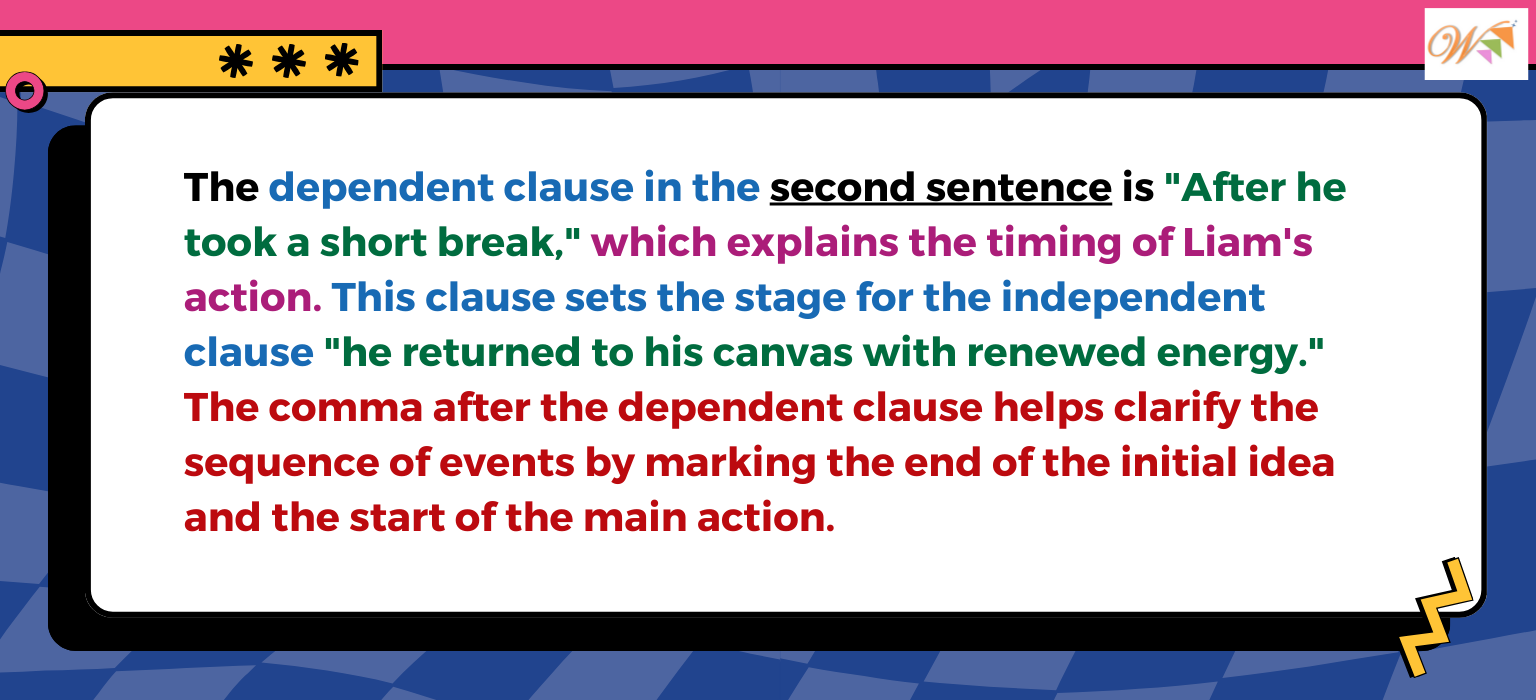 The dependent clause in the second sentence is "After he
took a short break," which explains the timing of Liam's
action. This clause sets the stage for the independent
clause "he returned to his canvas with renewed energy."
The comma after the dependent clause helps clarify the
sequence of events by marking the end of the initial idea
and the start of the main action.